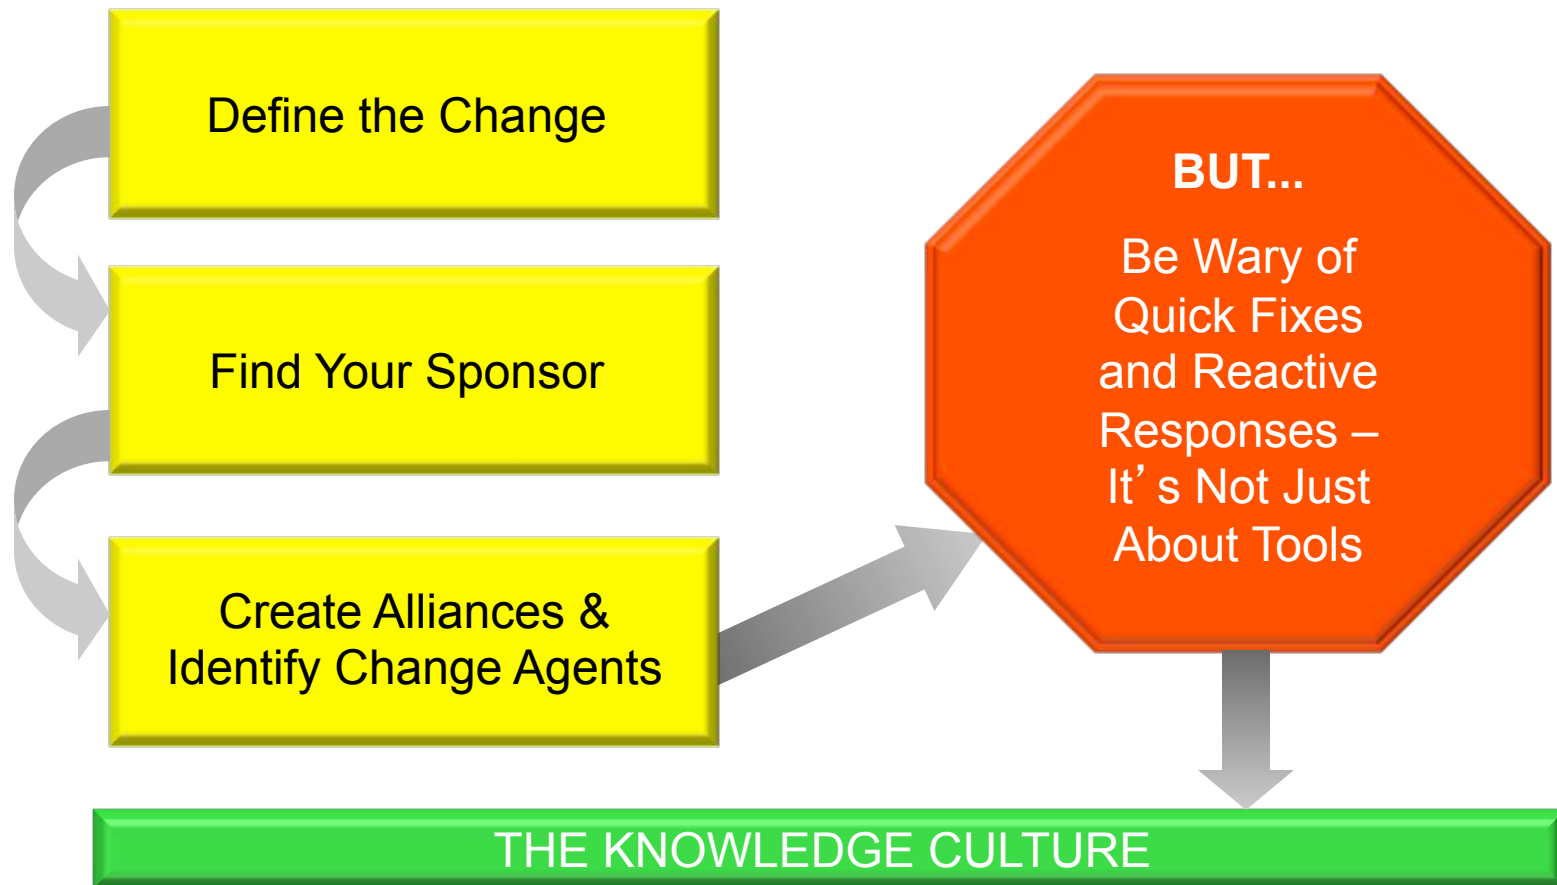 Define the Change
Find Your Sponsor
Create Alliances &
Identify Change Agents
BUT...
Be Wary of
Quick Fixes
and Reactive
Responses –
It’s Not Just
About Tools
THE KNOWLEDGE CULTURE